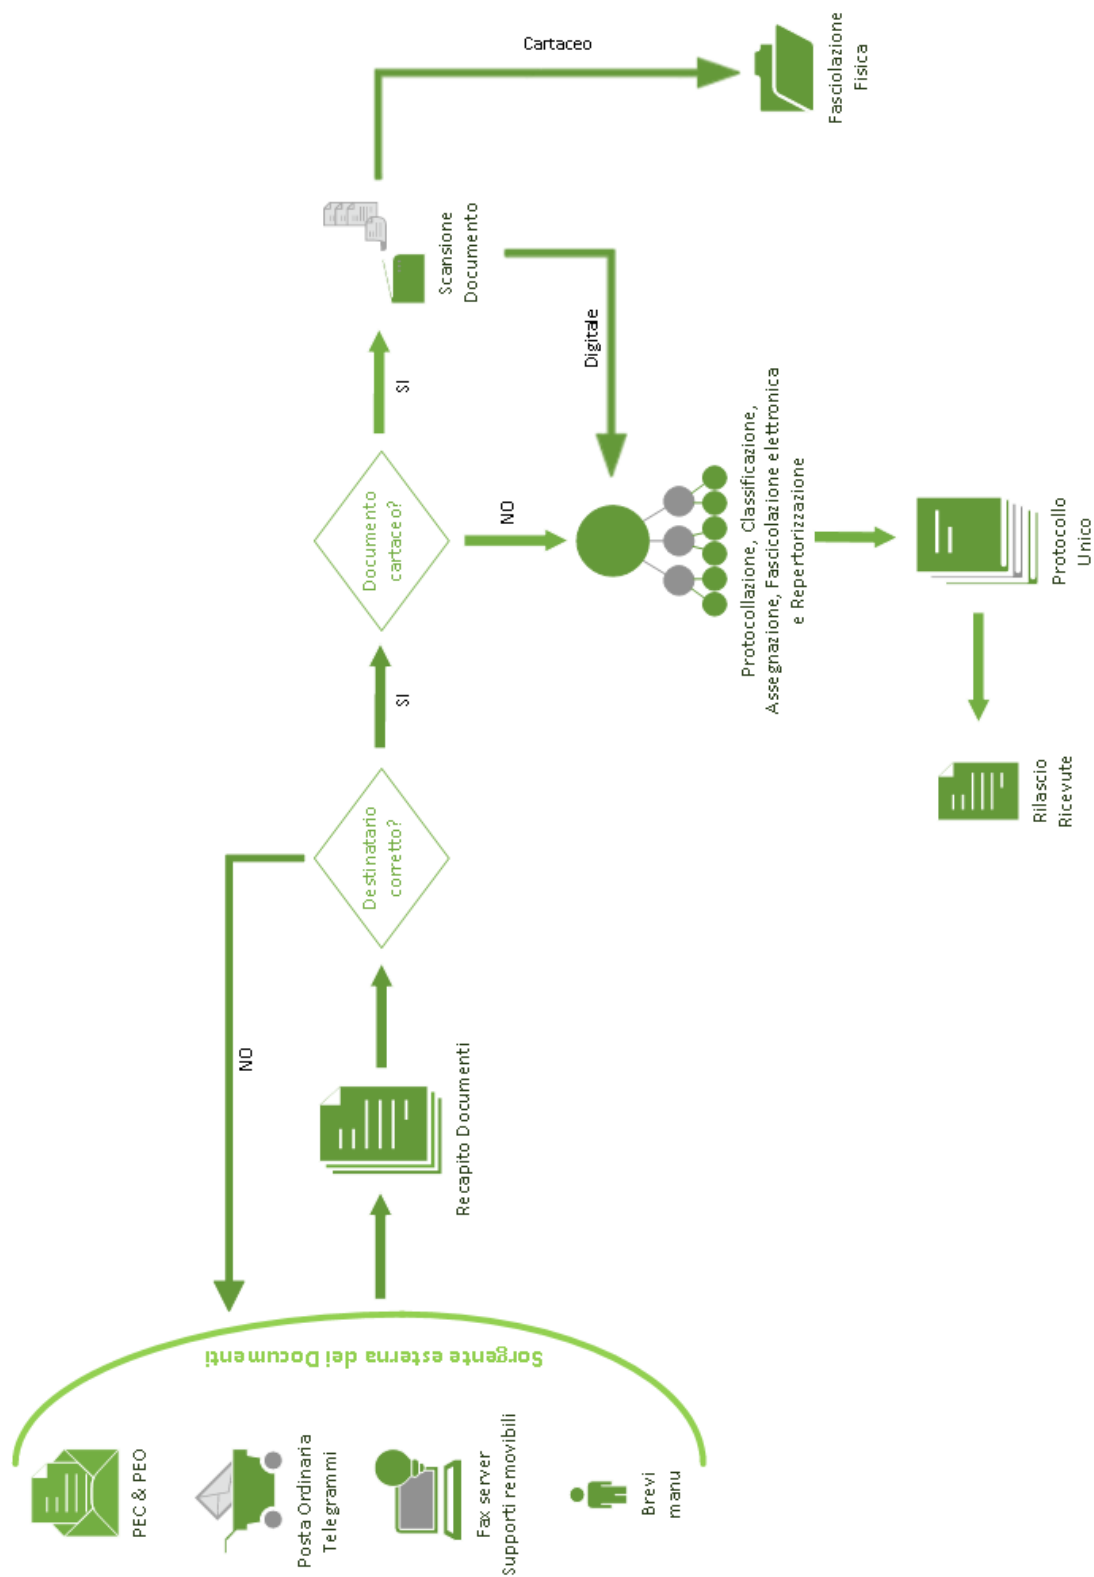 PEC & PEO
Posta Ordinaria
Telegrammi
Fax server
Supporti removibili
Brevi
manu
Sorgente esterna dei Documenti
Recapito Documenti
NO
Destinatario
corretto?
SI
Documento
cartaceo?
SI
NO
Scansione
Documento
Cartaceo
Digitale
Fasciolazione
Fisica
Protocollazione, Classificazione,
Assegnazione, Fascicolazione elettronica
e Repertorizzazione
Protocollo
Unico
Rilascio
Ricevute